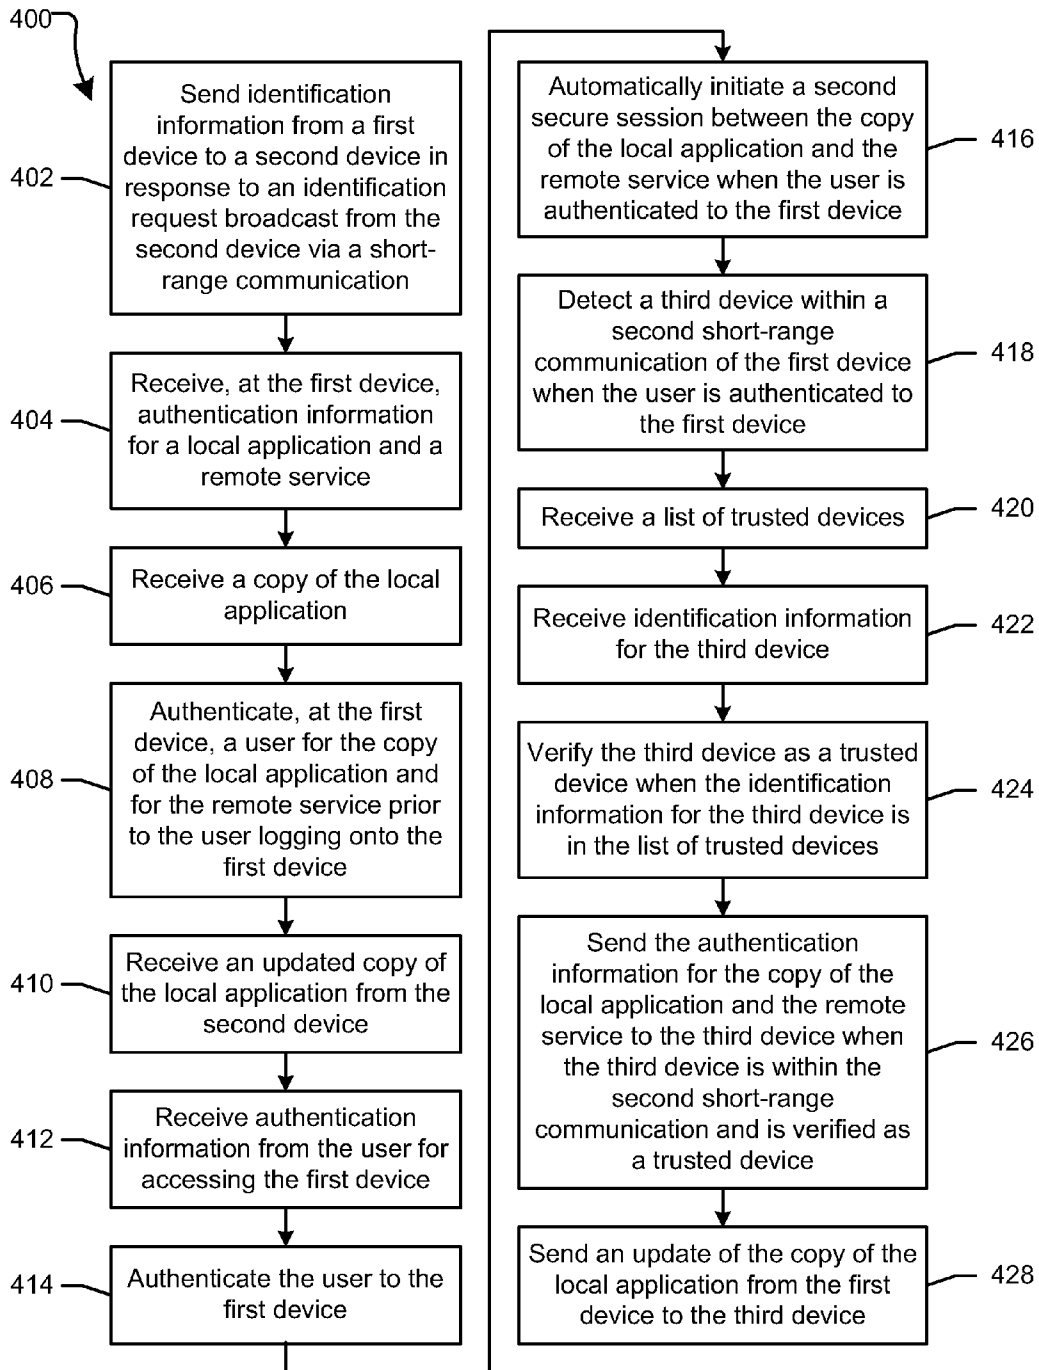 400
402
Send identification
information from a first
device to a second device in
response to an identification
request broadcast from the
second device via a short-
range communication
404
Receive, at the first device,
authentication information
for a local application and a
remote service
406
Receive a copy of the local
application
408
Authenticate, at the first
device, a user for the copy
of the local application and
for the remote service prior
to the user logging onto the
first device
410
Receive an updated copy of
the local application from the
second device
412
Receive authentication
information from the user for
accessing the first device
414
Authenticate the user to the
first device
Automatically initiate a second
secure session between the copy
of the local application and the
remote service when the user is
authenticated to the first device
416
Detect a third device within a
second short-range
communication of the first device
when the user is authenticated to
the first device
418
Receive a list of trusted devices
420
Receive identification information
for the third device
422
Verify the third device as a trusted
device when the identification
information for the third device is
in the list of trusted devices
424
Send the authentication
information for the copy of the
local application and the remote
service to the third device when
the third device is within the
second short-range
communication and is verified as
a trusted device
426
Send an update of the copy of the
local application from the first
device to the third device
428